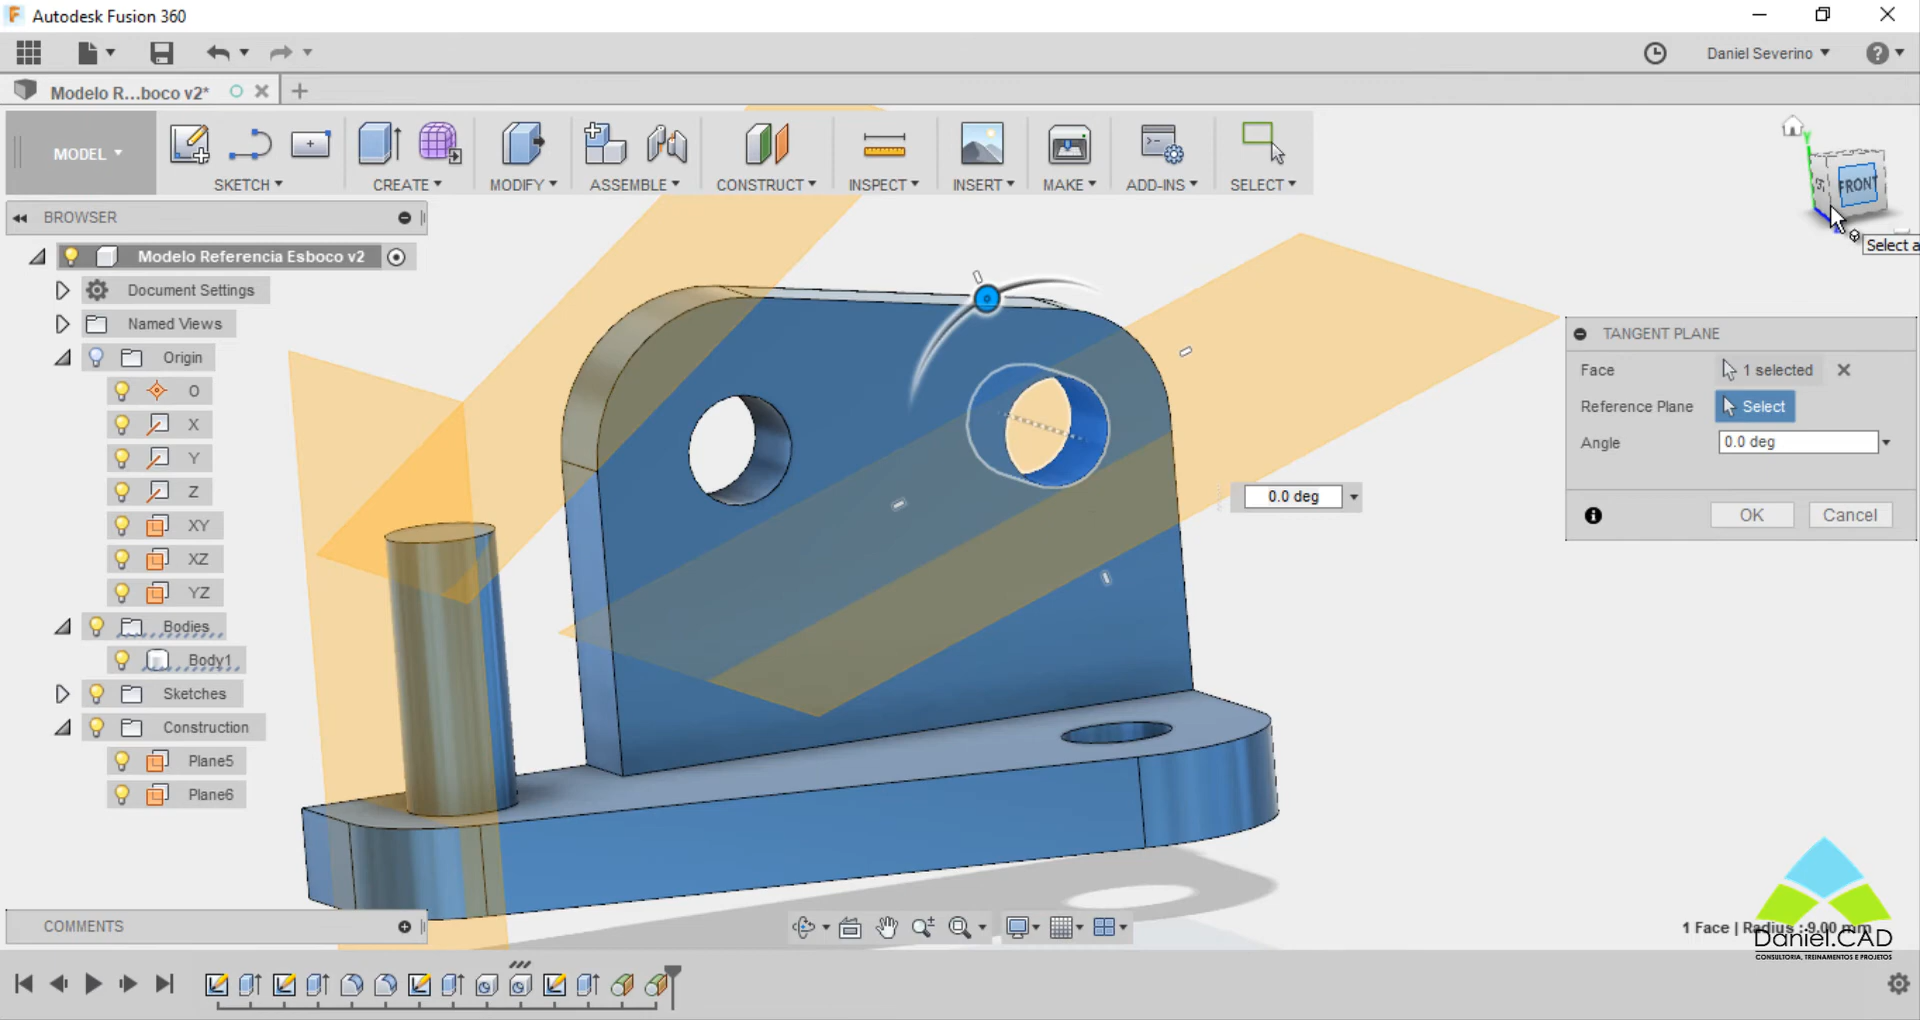 Autodesk Fusion 360
Daniel Severino
Modelo R...boco v2*
MODEL
SKETCH
CREATE
MODIFY
ASSEMBLE
CONSTRUCT
INSPECT
INSERT
MAKE
ADD-INS
SELECT
FRONT
Select a
BROWSER
Modelo Referencia Esboco v2
Document Settings
Named Views
Origin
O
X
Y
Z
XY
XZ
YZ
Bodies
Body1
Sketches
Construction
Plane5
Plane6
TANGENT PLANE
Face
1 selected
Reference Plane
Select
Angle
0.0 deg
OK
Cancel
0.0 deg
COMMENTS
1 Face | Radius : 9.00 mm
Daniel.CAD
CONSULTORIA, TREINAMENTOS E PROJETOS